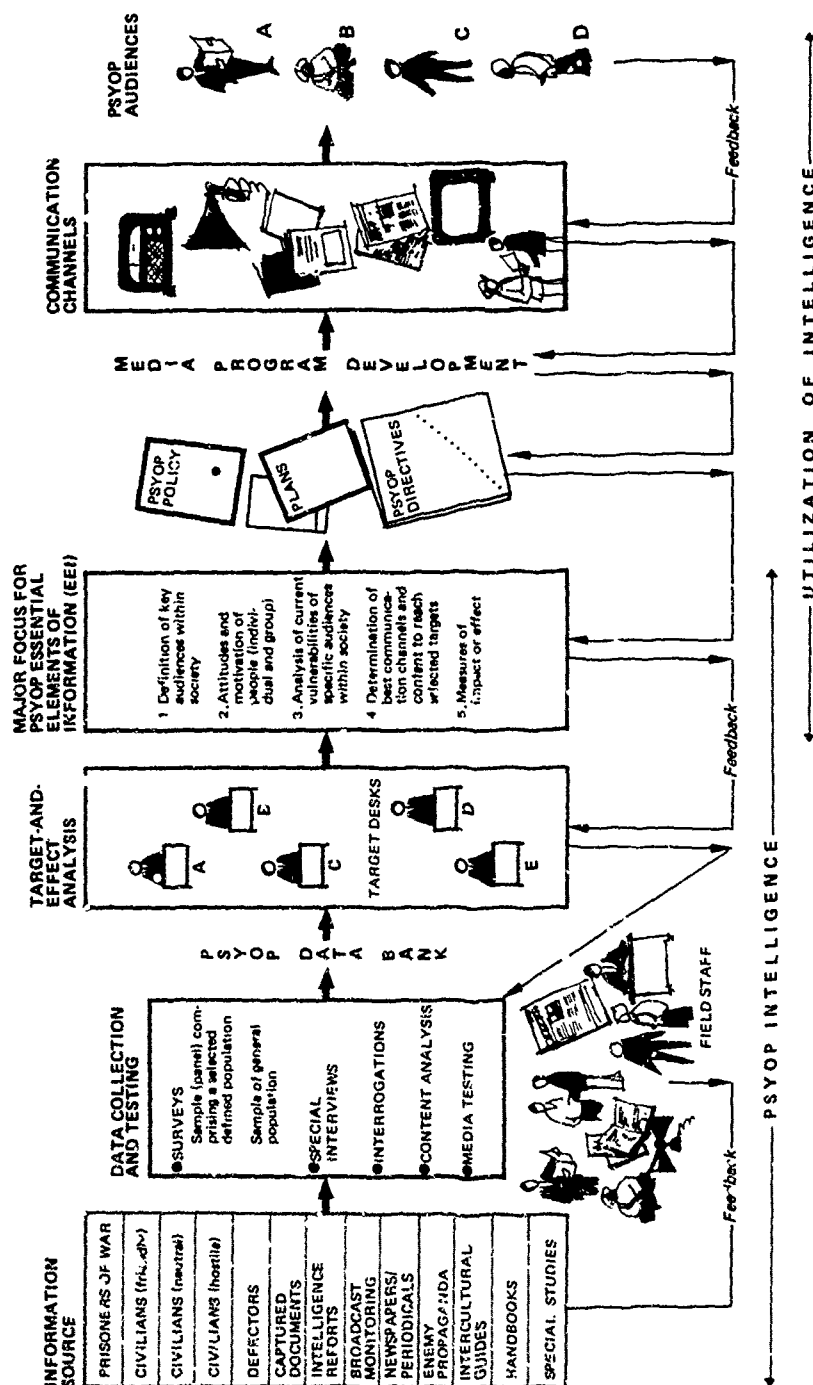 INFORMATION
SOURCE
PRISONERS OF WAR
CIVILIANS (friendly)
CIVILIANS (neutral)
CIVILIANS (hostile)
DEFECTORS
CAPTURED
DOCUMENTS
INTELLIGENCE
REPORTS
BROADCAST
MONITORING
NEWSPAPERS/
PERIODICALS
ENEMY
PROPAGANDA
INTERCULTURAL
GUIDES
HANDBOOKS
SPECIAL STUDIES
DATA COLLECTION
AND TESTING
●SURVEYS
Sample (panel) com-
prising a selected
defined population
Sample of general
population
●SPECIAL
INTERVIEWS
●INTERROGATIONS
●CONTENT ANALYSIS
●MEDIA TESTING
FIELD STAFF
PSYOP DATA BANK
TARGET-AND-
EFFECT
ANALYSIS
A
E
C
TARGET DESKS
D
E
MAJOR FOCUS FOR
PSYOP ESSENTIAL
ELEMENTS OF
INFORMATION (EEI)
1 Definition of key
audiences within
society
2. Attitudes and
motivation of
people (indivi-
dual and group)
3. Analysis of current
vulnerabilities of
specific audiences
within society
4 Determination of
best communica-
tion channels and
content to reach
selected targets
5. Measures of
impact or effect
PSYOP
POLICY
PLANS
PSYOP
DIRECTIVES
MEDIA PROGRAM DEVELOPMENT
COMMUNICATION
CHANNELS
PSYOP
AUDIENCES
A
B
C
D
Feedback
Feedback
Feedback
PSYOP INTELLIGENCE
UTILIZATION OF INTELLIGENCE